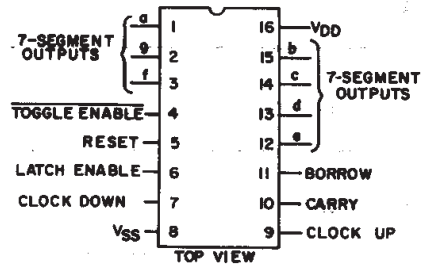 a 1 16 VDD
7-SEGMENT OUTPUTS g 2 15 b
f 3 14 c 7-SEGMENT OUTPUTS
TOGGLE ENABLE 4 13 d
RESET 5 12 e
LATCH ENABLE 6 11 BORROW
CLOCK DOWN 7 10 CARRY
VSS 8 9 CLOCK UP
TOP VIEW